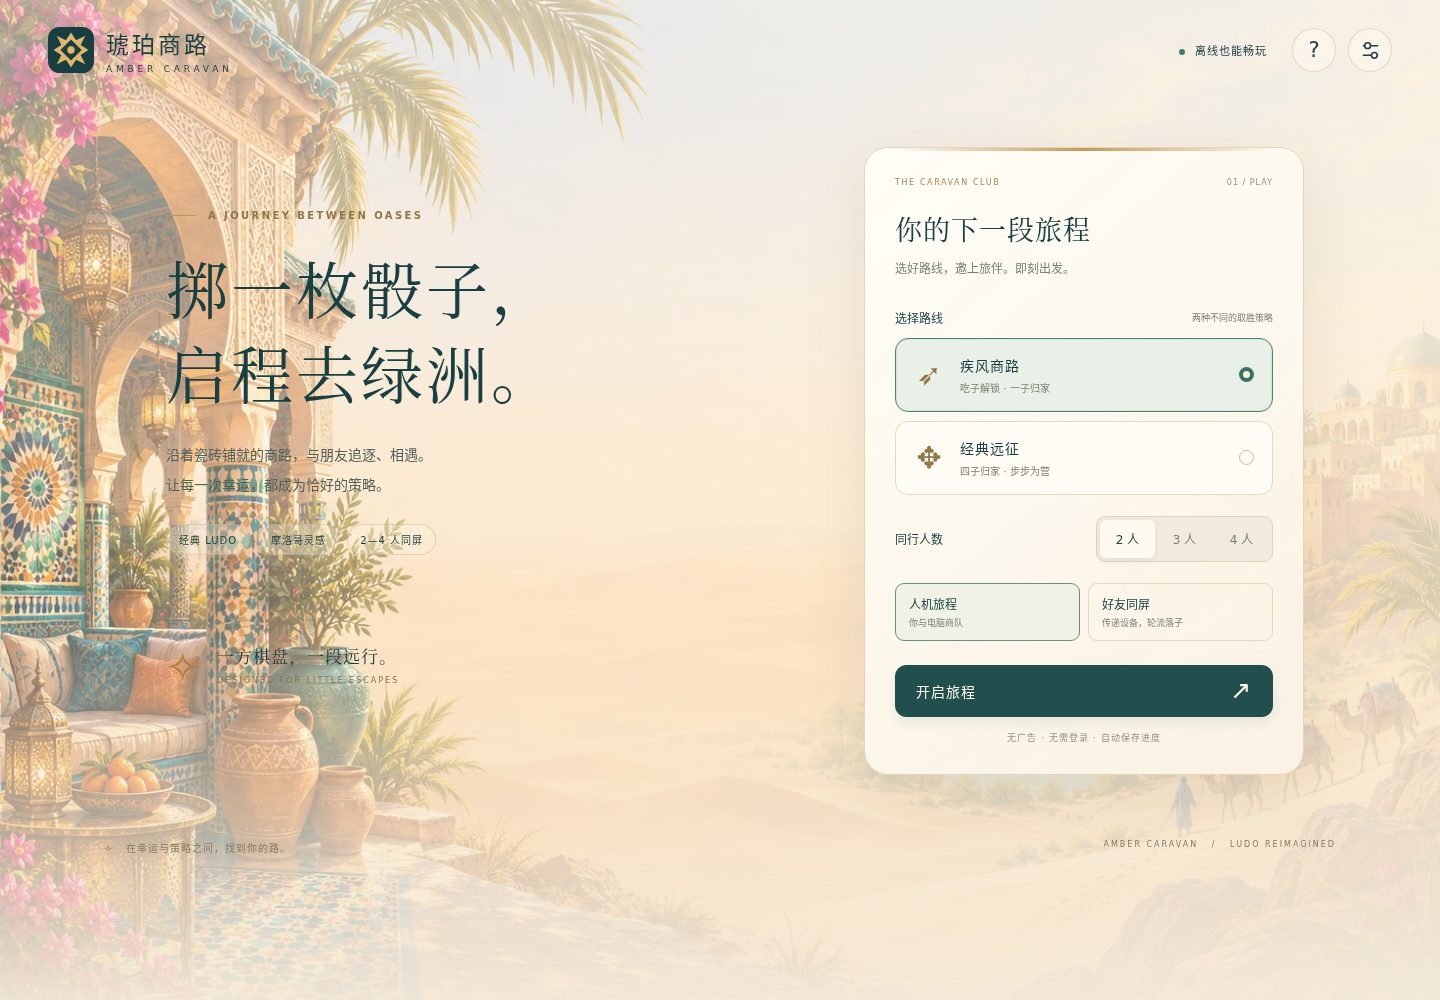 琥珀商路
AMBER CARAVAN
离线也能畅玩
?
A JOURNEY BETWEEN OASES
掷一枚骰子，
启程去绿洲。
沿着瓷砖铺就的商路，与朋友追逐、相遇。
让每一次幸运，都成为恰好的策略。
经典 LUDO 摩洛哥灵感 2—4 人同屏
一方棋盘，一段远行。
DESIGNED FOR LITTLE ESCAPES
在幸运与策略之间，找到你的路。
THE CARAVAN CLUB 01 / PLAY
你的下一段旅程
选好路线，邀上旅伴。即刻出发。
选择路线 两种不同的取胜策略
疾风商路
吃子解锁 · 一子归家
经典远征
四子归家 · 步步为营
同行人数 2 人 3 人 4 人
人机旅程
你与电脑商队
好友同屏
传递设备，轮流落子
开启旅程
无广告 · 无需登录 · 自动保存进度
AMBER CARAVAN / LUDO REIMAGINED